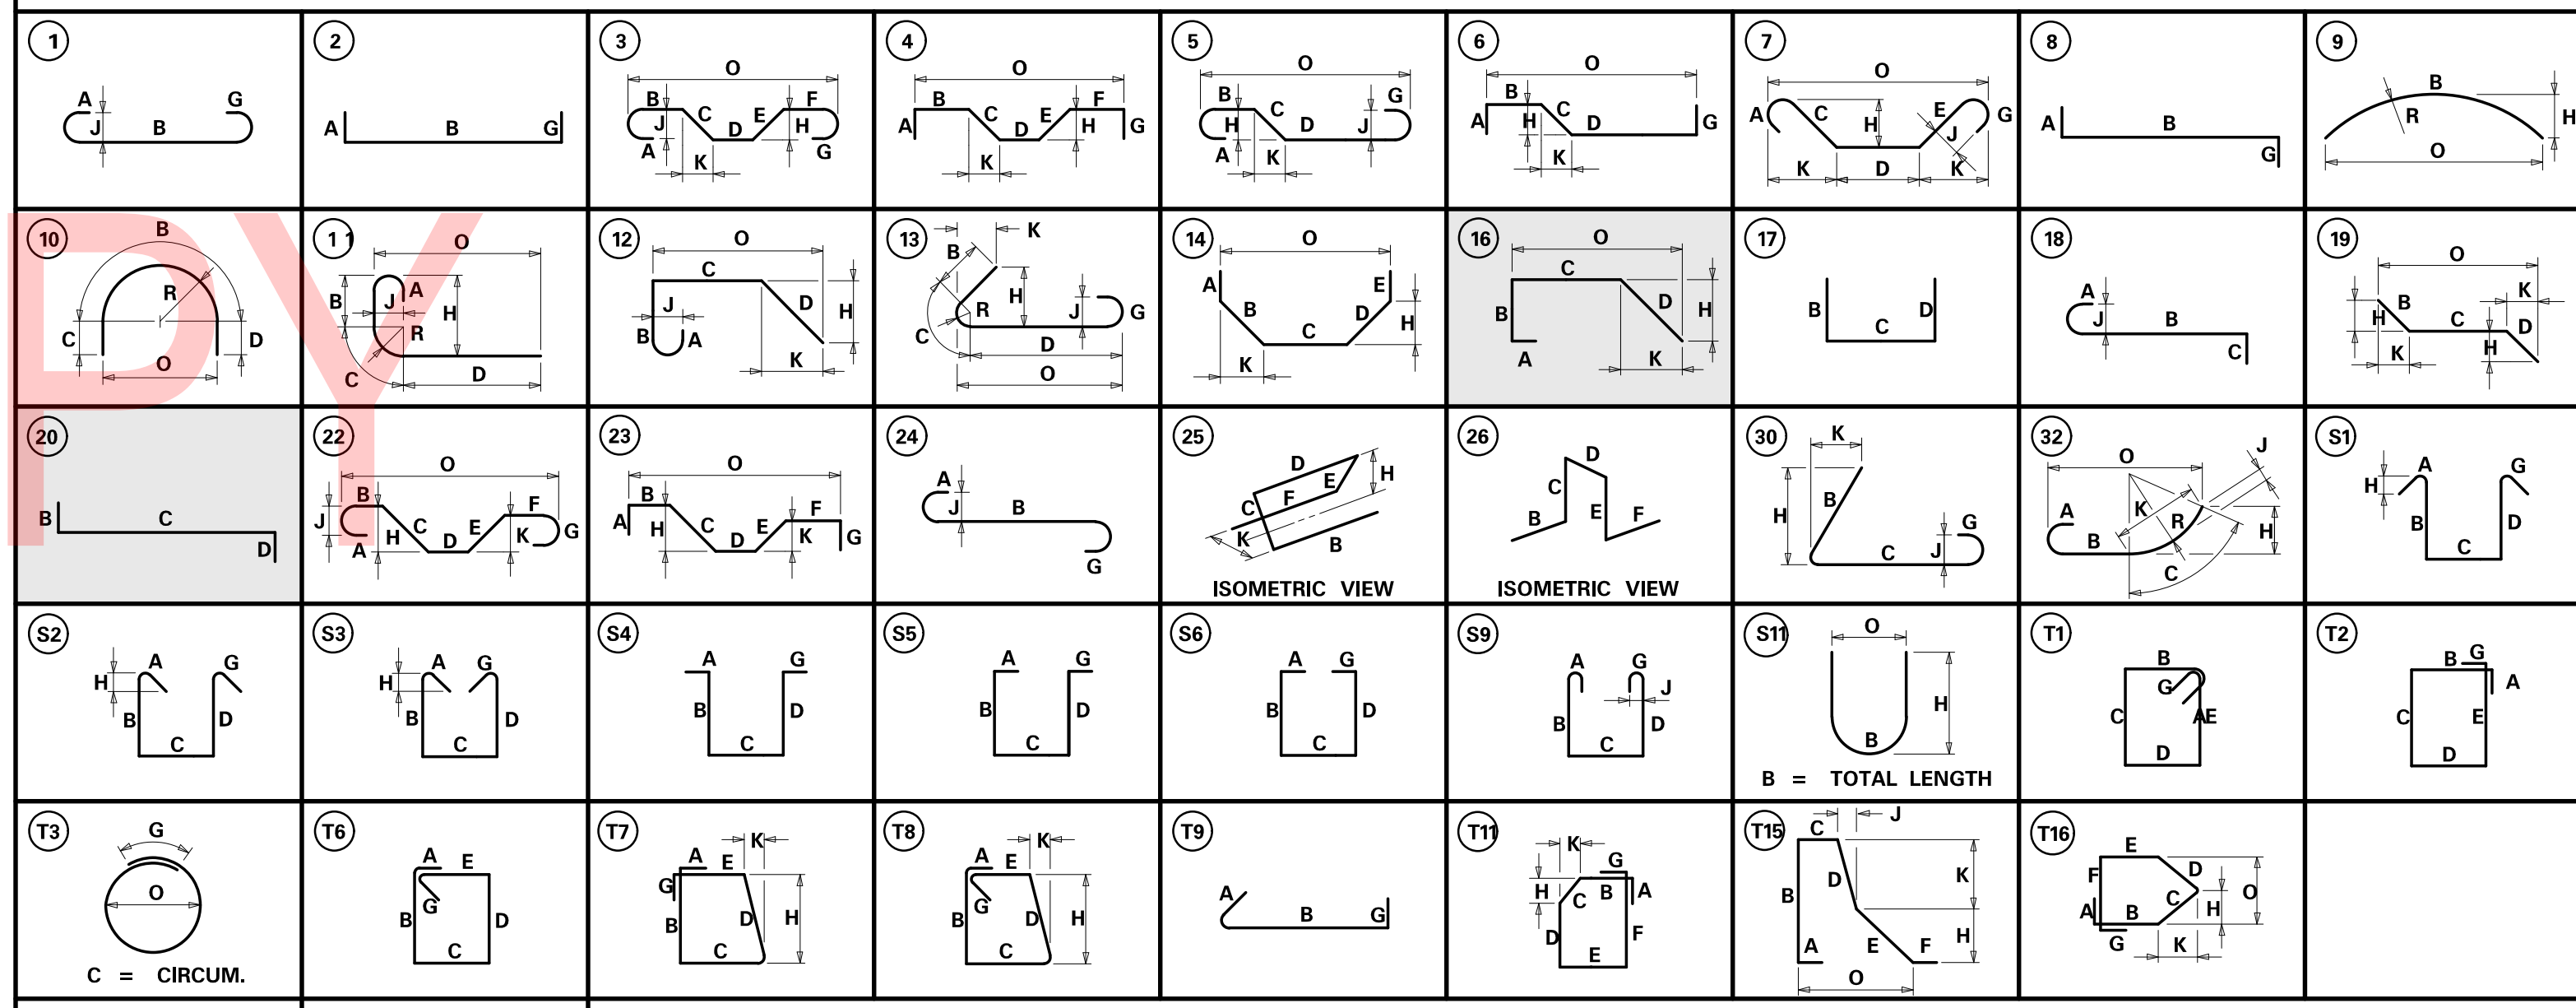 1 A J B G
2 A B G
3 O B J A C K D E F H G
4 O B A C K D E F H G
5 O B H A C K D J G
6 O B A H C K D G
7 O A C H E G J K D K
8 A B G
9 B R H O
10 B R C D O
11 O B J A H R C D
12 O C J B A D H K
13 K B H R J G C D O
14 O A B C D E H K
16 O C B A D H K
17 B C D
18 A J B C
19 O K H B C D K H
20 B C D
22 O B J A H C D E F K G
23 O B A H C D E F K G
24 A J B G
25 D H E C F K B
ISOMETRIC VIEW
26 D C B E F
ISOMETRIC VIEW
30 K B H G J C
32 O J K A R B H C
S1 A G H B D C
S2 A G H B D C
S3 A G H B D C
S4 A G B D C
S5 A G B D C
S6 A G B D C
S9 A G J B D C
S11 O H B
B = TOTAL LENGTH
T1 B G C A E D
T2 G B A C E D
T3 G O
C = CIRCUM.
T6 A E G B D C
T7 K A E G B D H C
T8 K A E G B D H C
T9 A B G
T11 K G H C B A D F E
T15 C J D K B A E F H O
T16 E D F C O A B H G K
PY